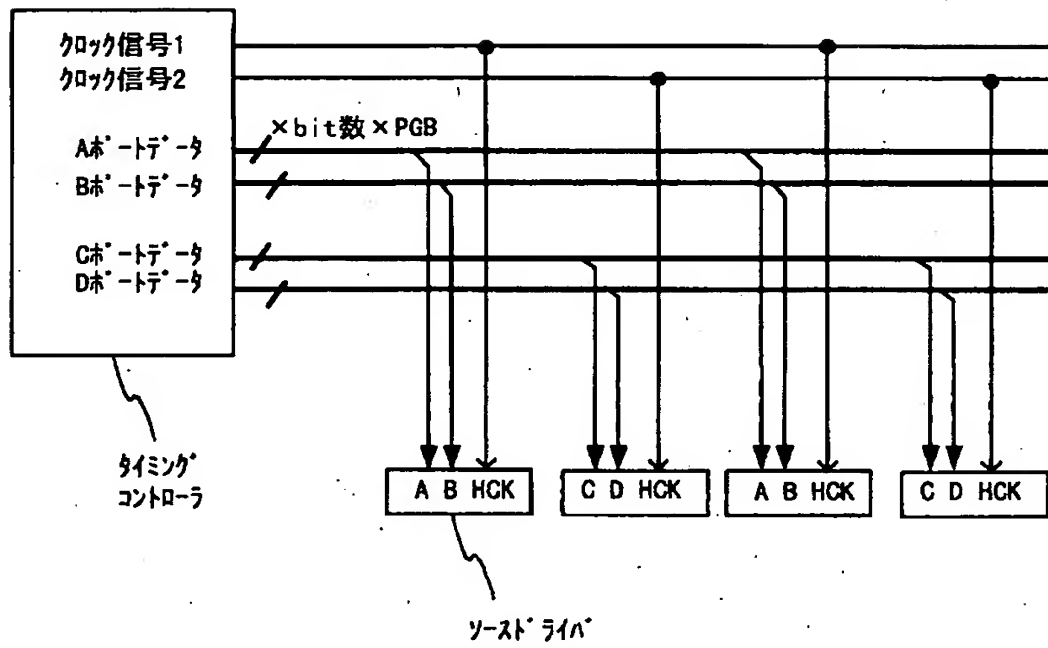 クロック信号1
クロック信号2
×bit数×PGB
Aポートデータ
Bポートデータ
Cポートデータ
Dポートデータ
タイミング
コントローラ
A B HCK
C D HCK
A B HCK
C D HCK
ソースドライバ